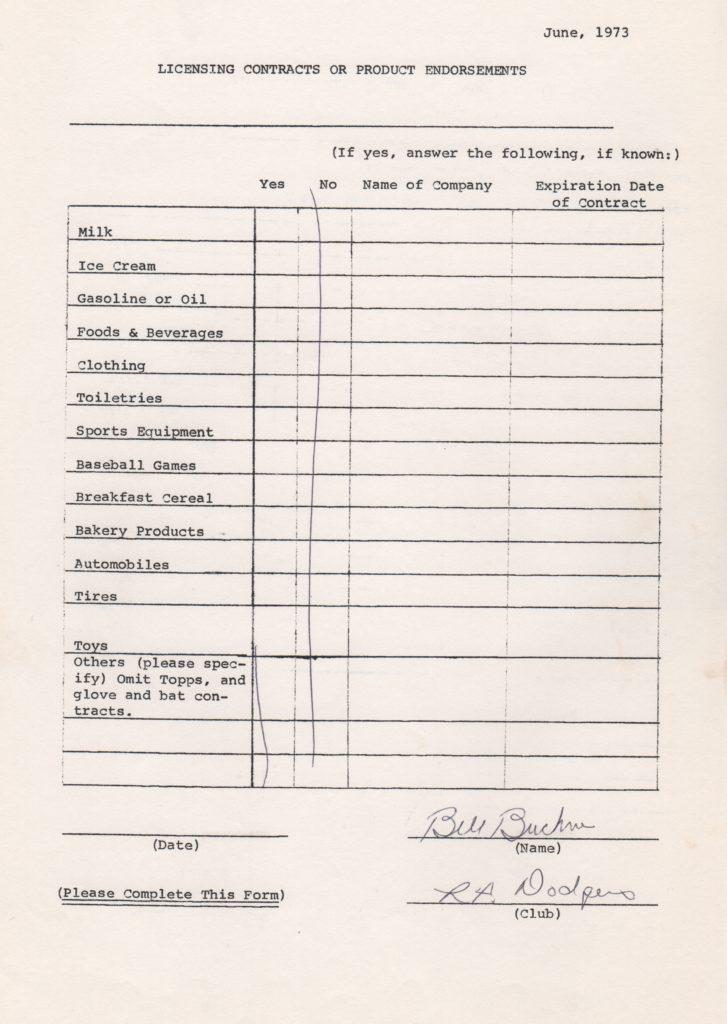 June, 1973
LICENSING CONTRACTS OR PRODUCT ENDORSEMENTS
(If yes, answer the following, if known:)
Yes No Name of Company Expiration Date
of Contract
Milk
Ice Cream
Gasoline or Oil
Foods & Beverages
Clothing
Toiletries
Sports Equipment
Baseball Games
Breakfast Cereal
Bakery Products
Automobiles
Tires
Toys
Others (please spec-
ify) Omit Topps, and
glove and bat con-
tracts.
Bill Buckner
(Date) (Name)
LA Dodgers
(Please Complete This Form)
(Club)